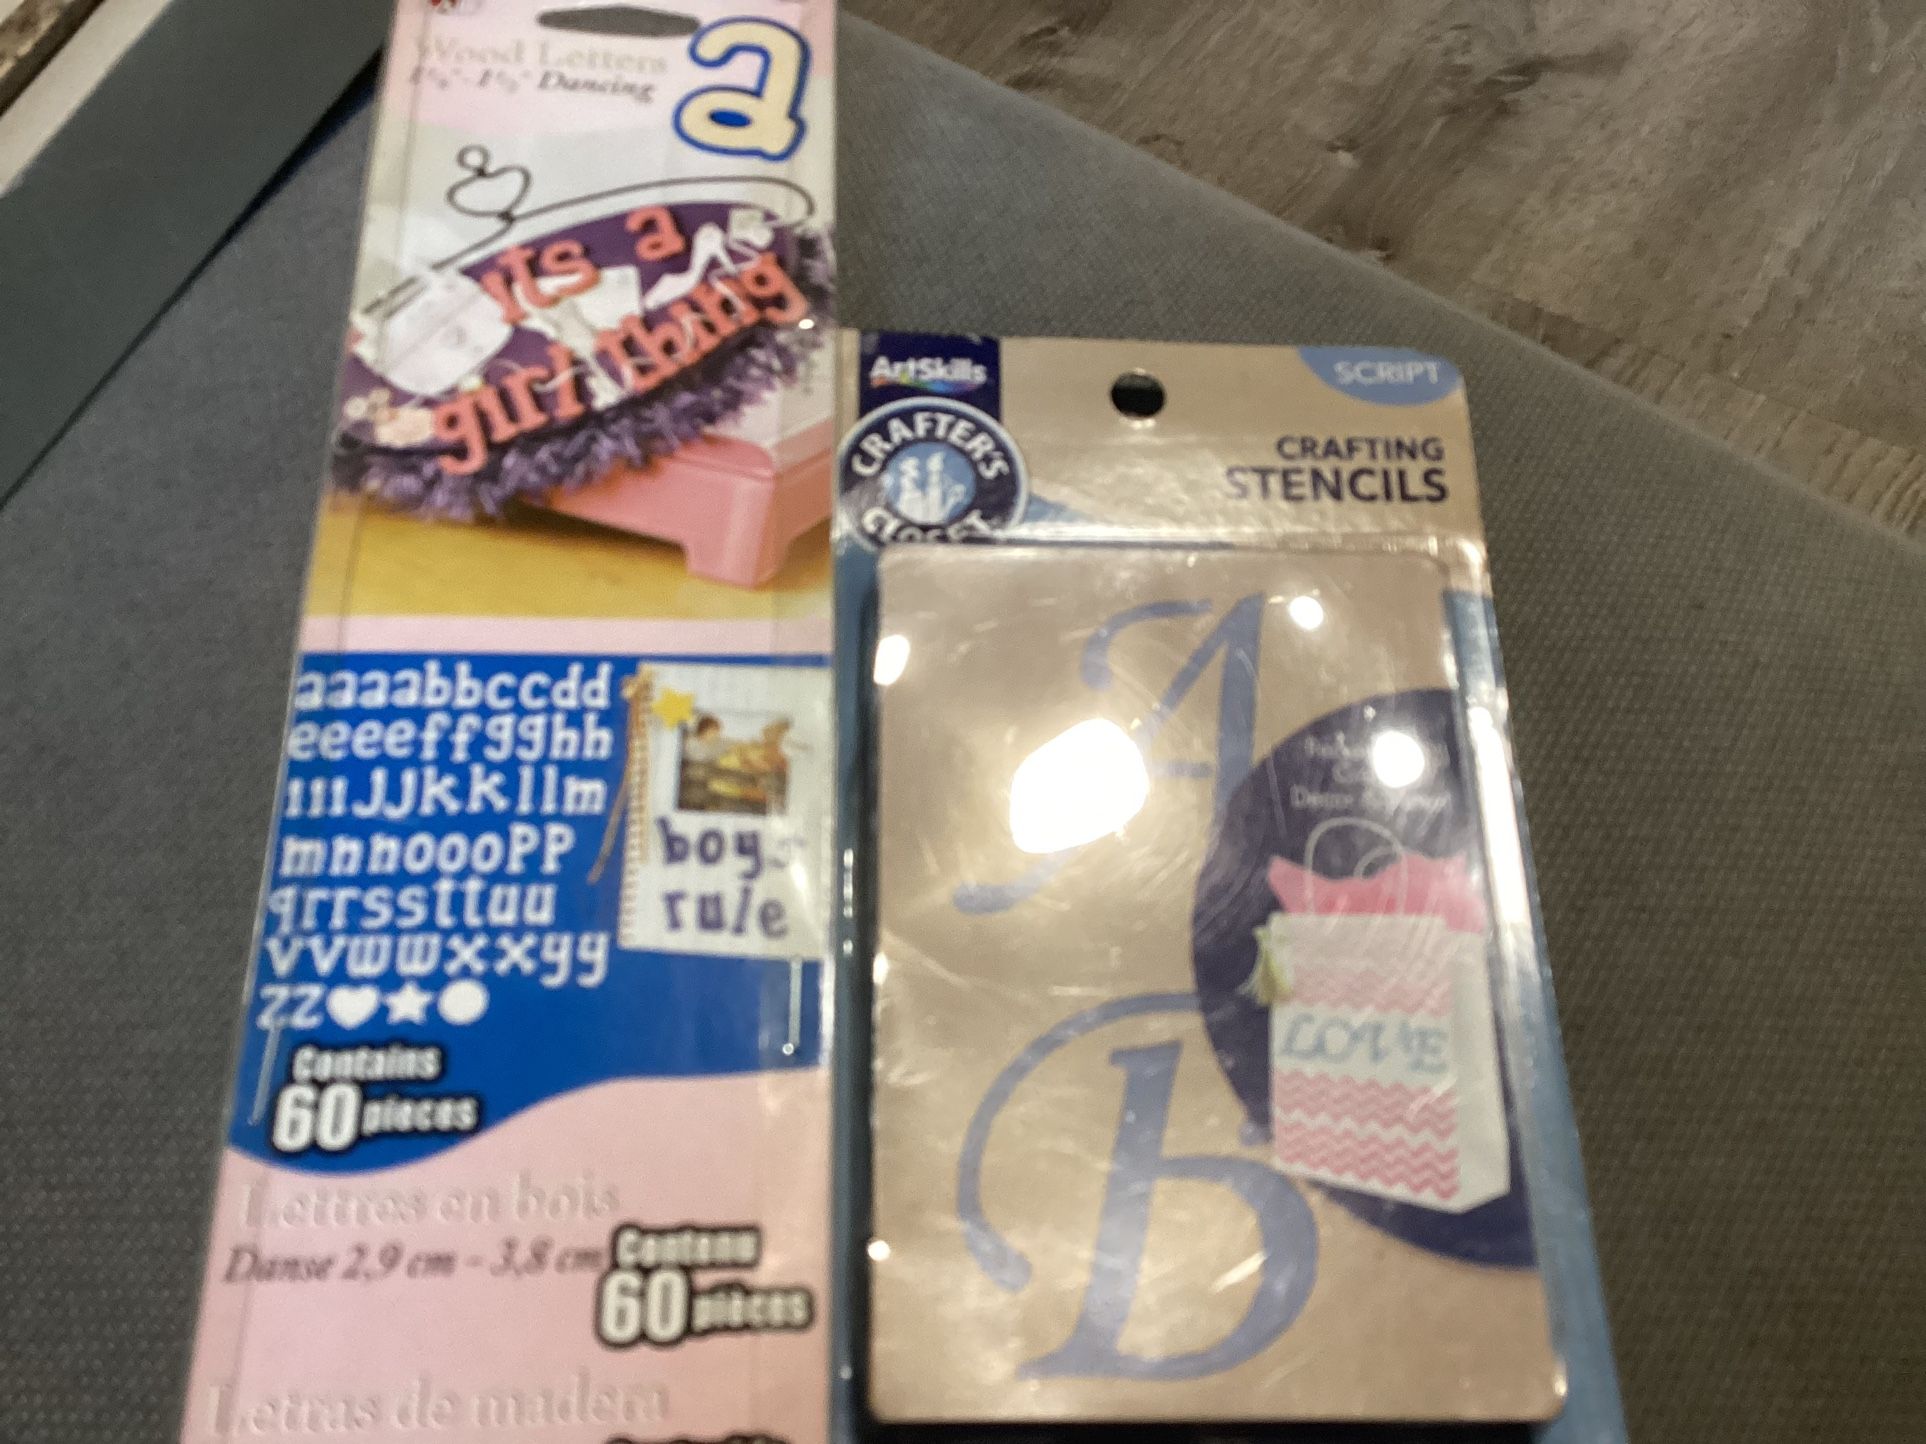 Wood Letters
Dancing
a
it's a
girl thing
aaaabbccdd
eeeeffgghh
iiiJJkkllm
mnnoooPP
qrrssttuu
vvwwxxyy
zz
boys
rule
Contains
60 pieces
Lettres en bois
Danse 2,9 cm - 3,8 cm
Contenu
60 pièces
Letras de madera
ArtSkills
CRAFTER'S
CLOSET
SCRIPT
CRAFTING
STENCILS
A
B
LOVE